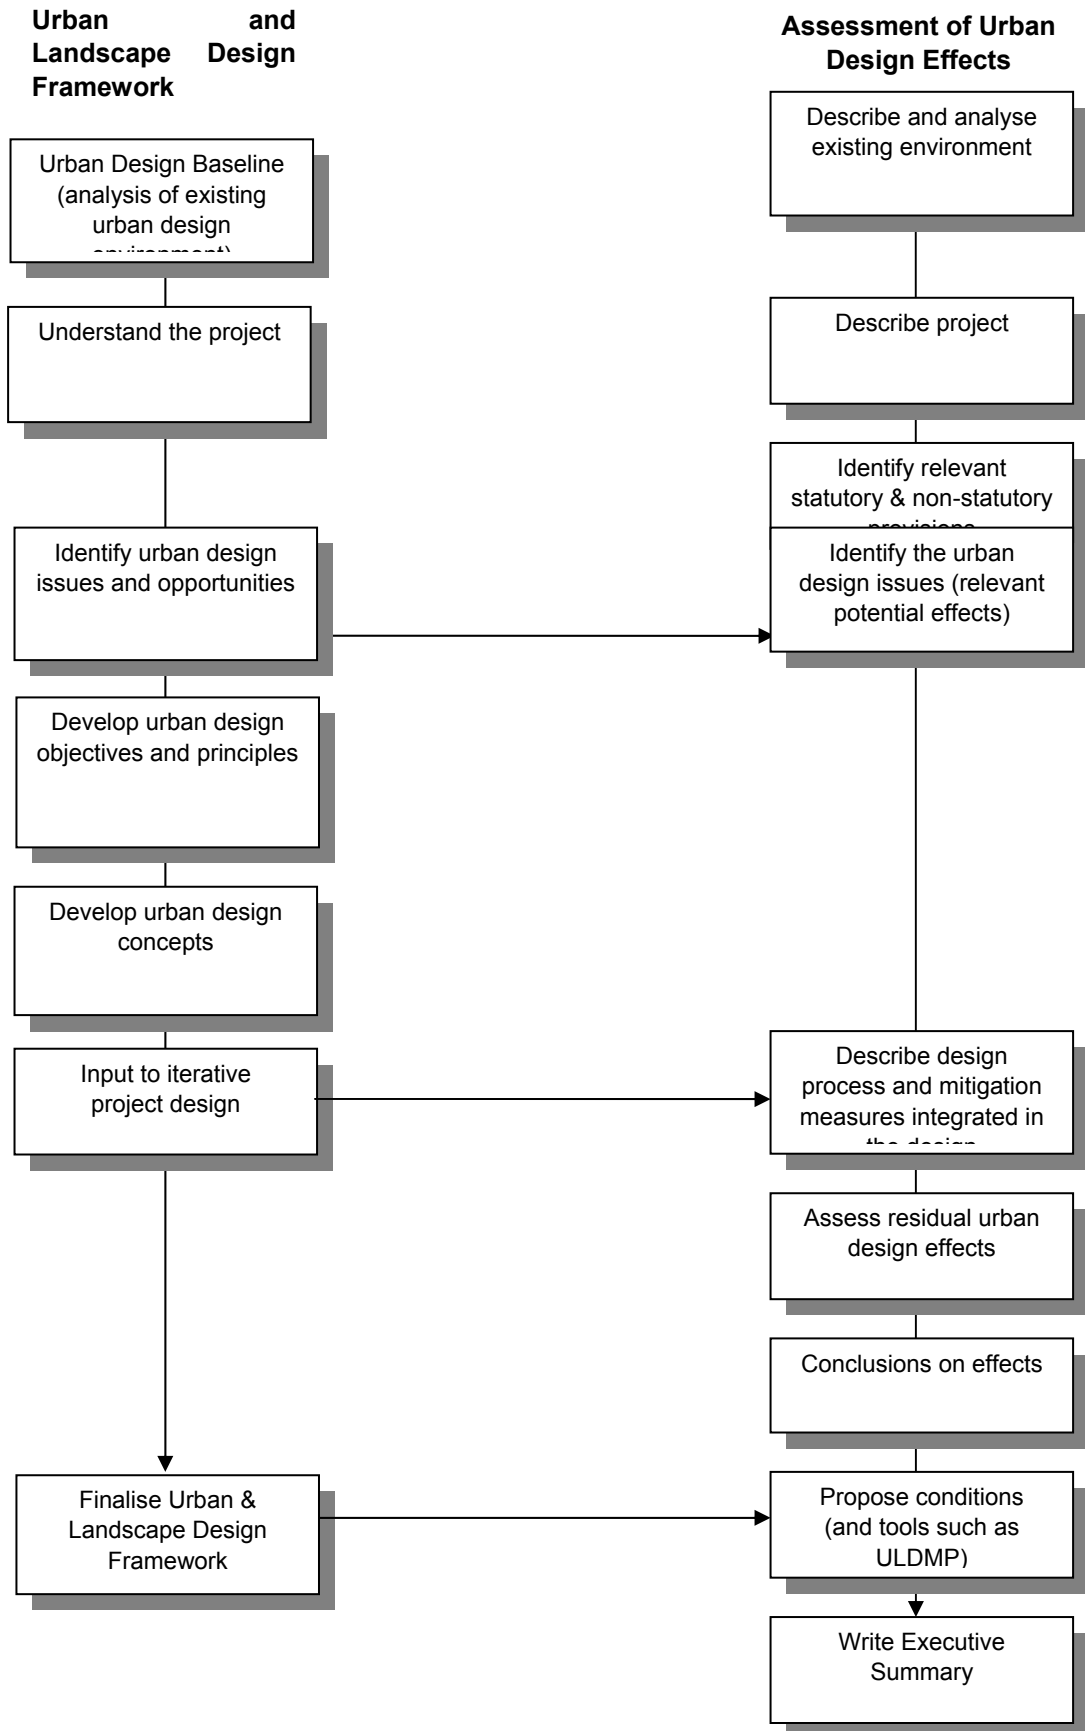 Urban and
Landscape Design
Framework
Urban Design Baseline
(analysis of existing
urban design
environment)
Understand the project
Identify urban design
issues and opportunities
Develop urban design
objectives and principles
Develop urban design
concepts
Input to iterative
project design
Finalise Urban &
Landscape Design
Framework
Assessment of Urban
Design Effects
Describe and analyse
existing environment
Describe project
Identify relevant
statutory & non-statutory
provisions
Identify the urban
design issues (relevant
potential effects)
Describe design
process and mitigation
measures integrated in
the design
Assess residual urban
design effects
Conclusions on effects
Propose conditions
(and tools such as
ULDMP)
Write Executive
Summary